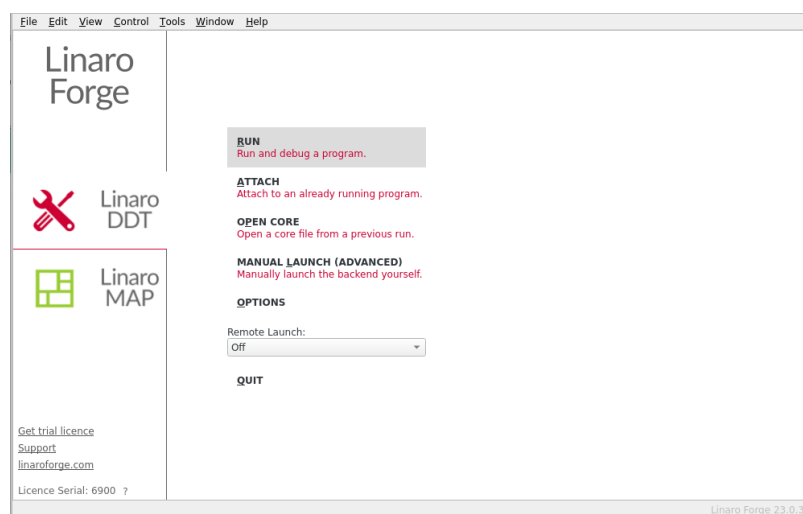 File Edit View Control Tools Window Help
Linaro
Forge
Linaro
DDT
Linaro
MAP
RUN
Run and debug a program.
ATTACH
Attach to an already running program.
OPEN CORE
Open a core file from a previous run.
MANUAL LAUNCH (ADVANCED)
Manually launch the backend yourself.
OPTIONS
Remote Launch:
Off
QUIT
Get trial licence
Support
linaroforge.com
Licence Serial: 6900 ?
Linaro Forge 23.0.3